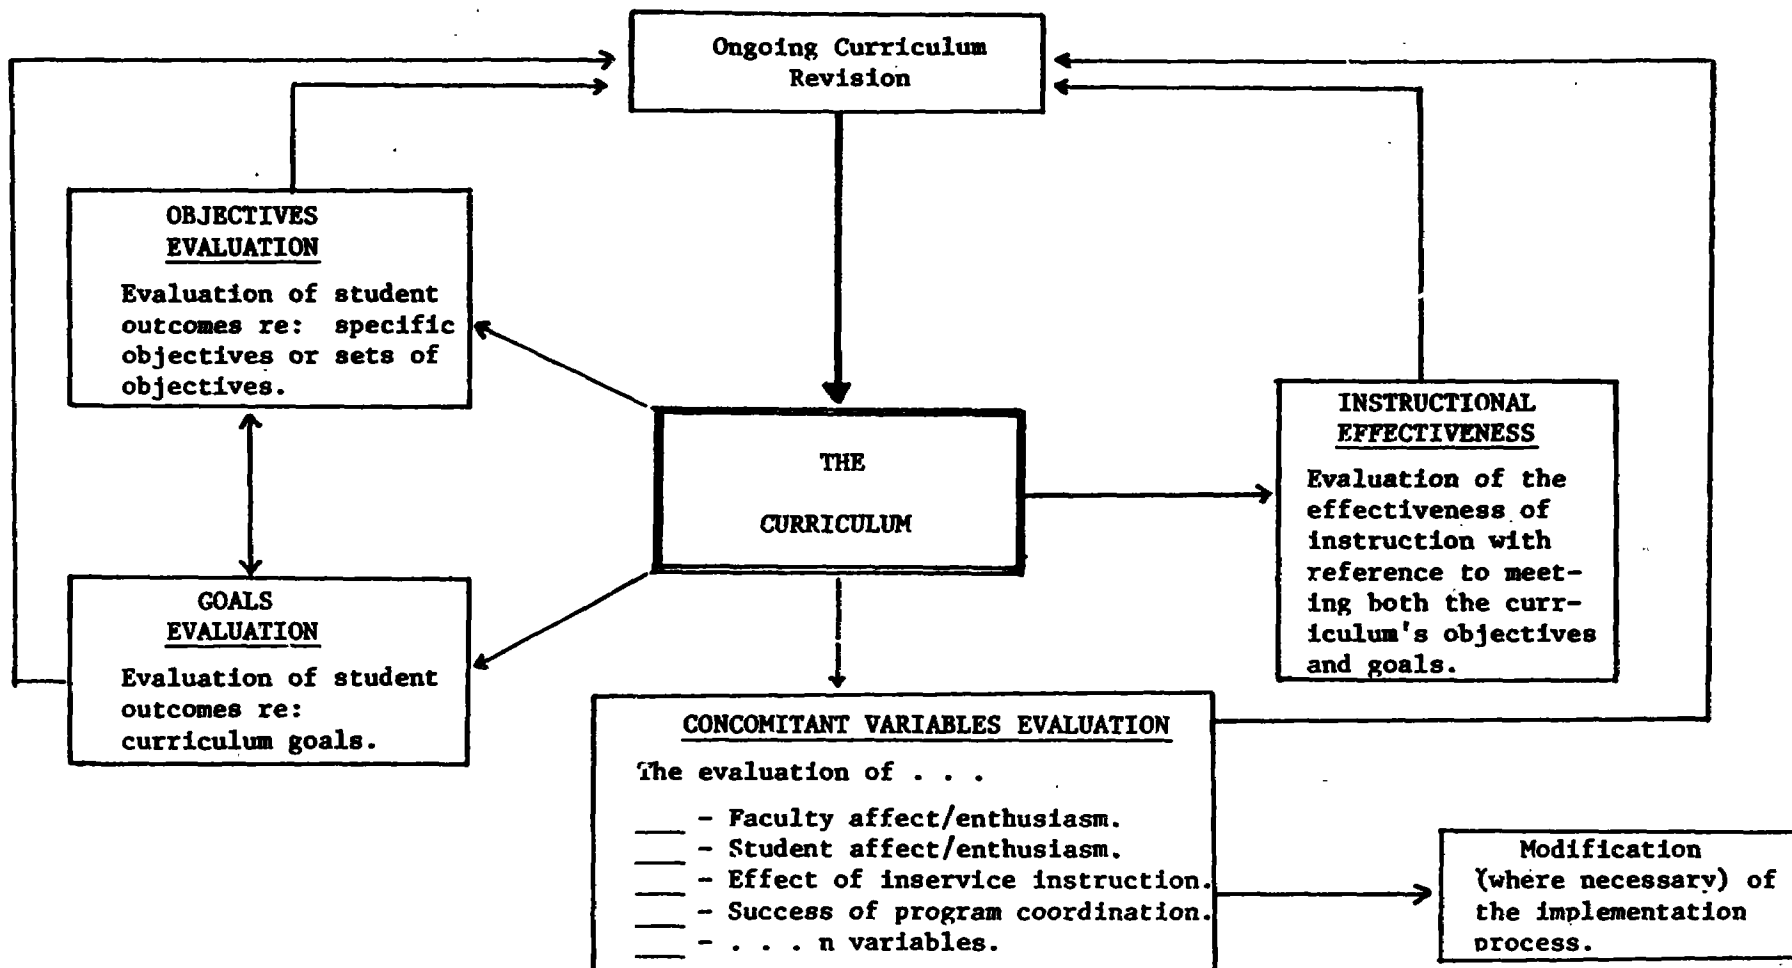 Ongoing Curriculum
Revision
OBJECTIVES
EVALUATION
Evaluation of student
outcomes re: specific
objectives or sets of
objectives.
THE
CURRICULUM
INSTRUCTIONAL
EFFECTIVENESS
Evaluation of the
effectiveness of
instruction with
reference to meet-
ing both the curr-
iculum's objectives
and goals.
GOALS
EVALUATION
Evaluation of student
outcomes re:
curriculum goals.
CONCOMITANT VARIABLES EVALUATION
The evaluation of . . .
___ - Faculty affect/enthusiasm.
___ - Student affect/enthusiasm.
___ - Effect of inservice instruction.
___ - Success of program coordination.
___ - . . . n variables.
Modification
(where necessary) of
the implementation
process.